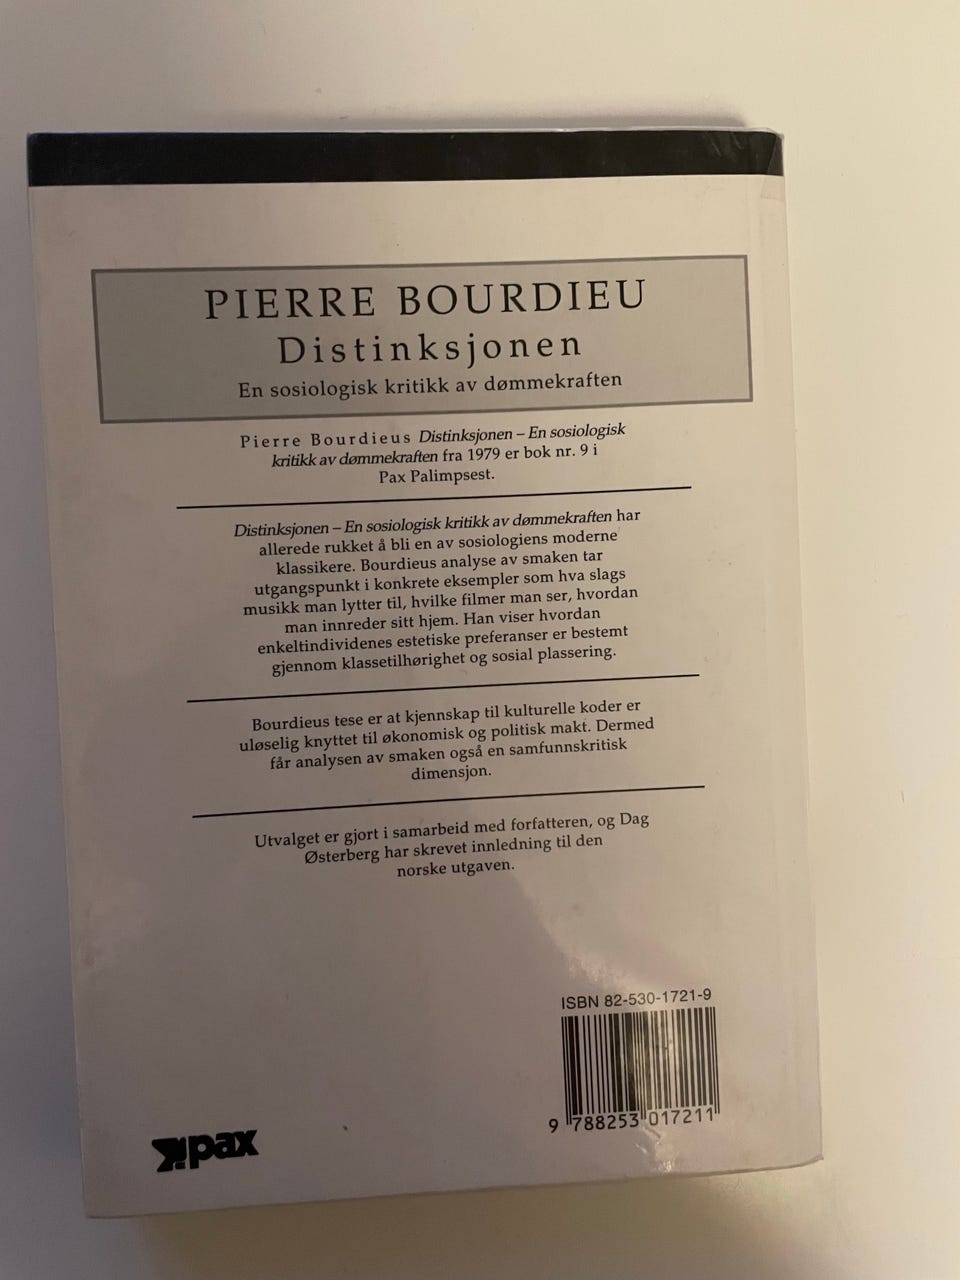 PIERRE BOURDIEU
Distinksjonen
En sosiologisk kritikk av dømmekraften
Pierre Bourdieus Distinksjonen – En sosiologisk
kritikk av dømmekraften fra 1979 er bok nr. 9 i
Pax Palimpsest.
Distinksjonen – En sosiologisk kritikk av dømmekraften har
allerede rukket å bli en av sosiologiens moderne
klassikere. Bourdieus analyse av smaken tar
utgangspunkt i konkrete eksempler som hva slags
musikk man lytter til, hvilke filmer man ser, hvordan
man innreder sitt hjem. Han viser hvordan
enkeltindividenes estetiske preferanser er bestemt
gjennom klassetilhørighet og sosial plassering.
Bourdieus tese er at kjennskap til kulturelle koder er
uløselig knyttet til økonomisk og politisk makt. Dermed
får analysen av smaken også en samfunnskritisk
dimensjon.
Utvalget er gjort i samarbeid med forfatteren, og Dag
Østerberg har skrevet innledning til den
norske utgaven.
ISBN 82-530-1721-9
9 788253 017211
pax